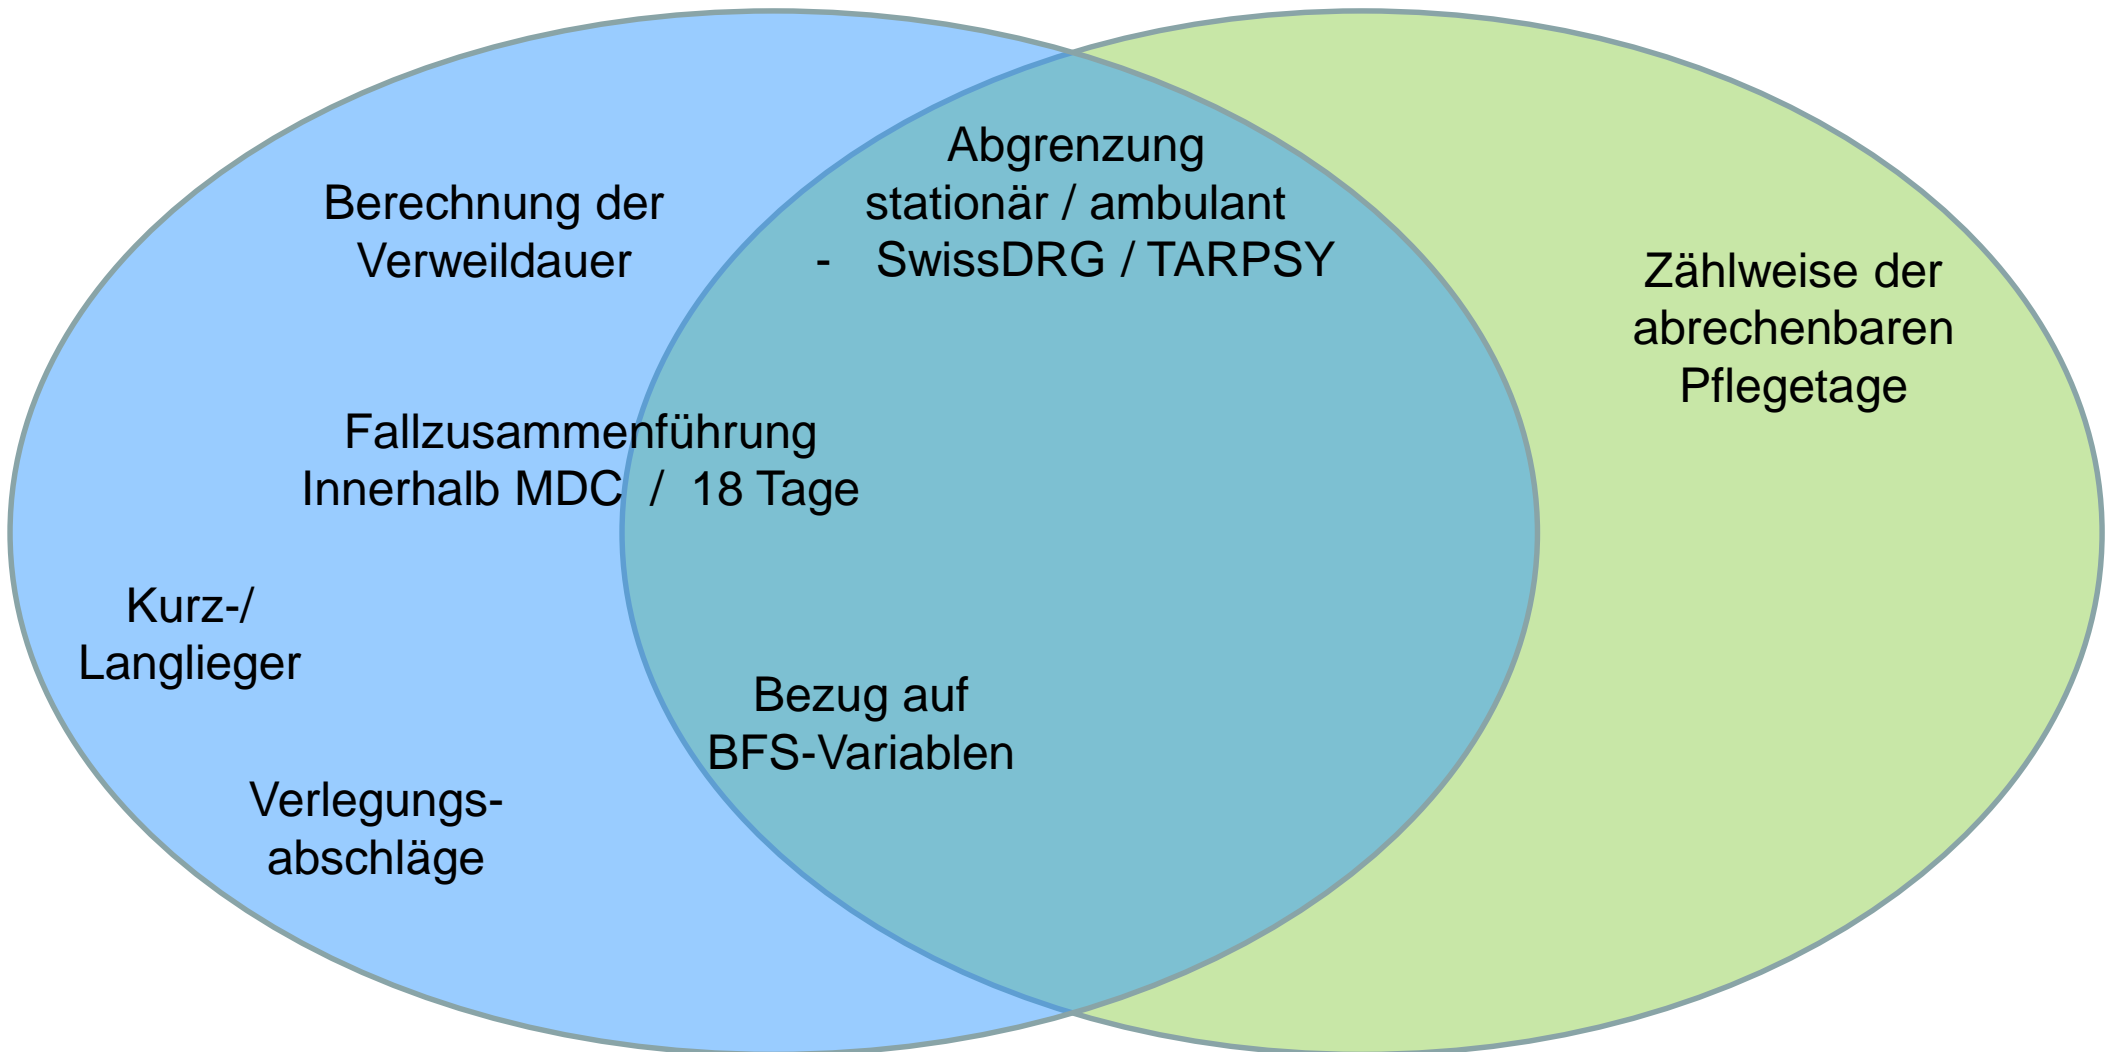 Abgrenzung
stationär / ambulant
- SwissDRG / TARPSY
Berechnung der
Verweildauer
Zählweise der
abrechenbaren
Pflegetage
Fallzusammenführung
Innerhalb MDC / 18 Tage
Kurz-/
Langlieger
Bezug auf
BFS-Variablen
Verlegungs-
abschläge